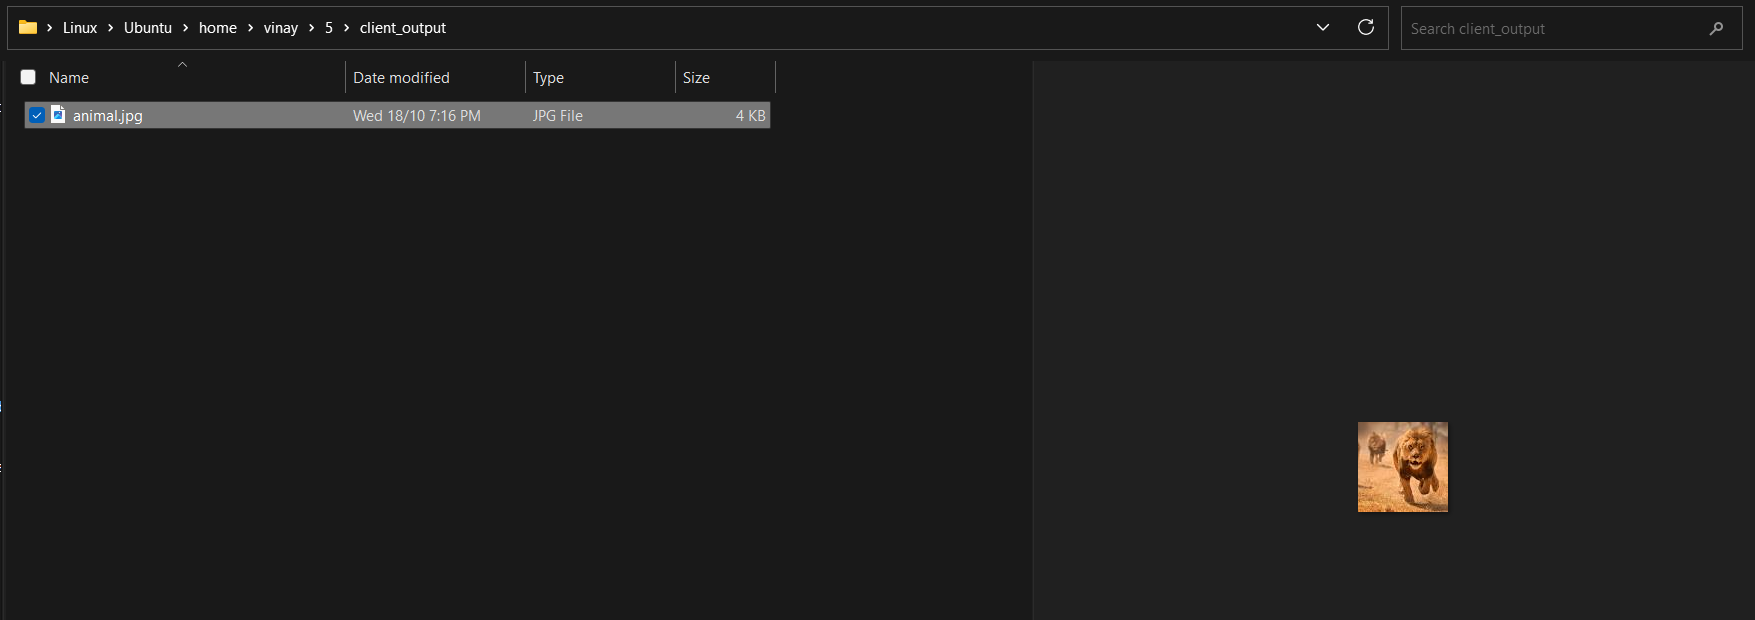 Linux > Ubuntu > home > vinay > 5 > client_output
Search client_output
Name Date modified Type Size
animal.jpg Wed 18/10 7:16 PM JPG File 4 KB